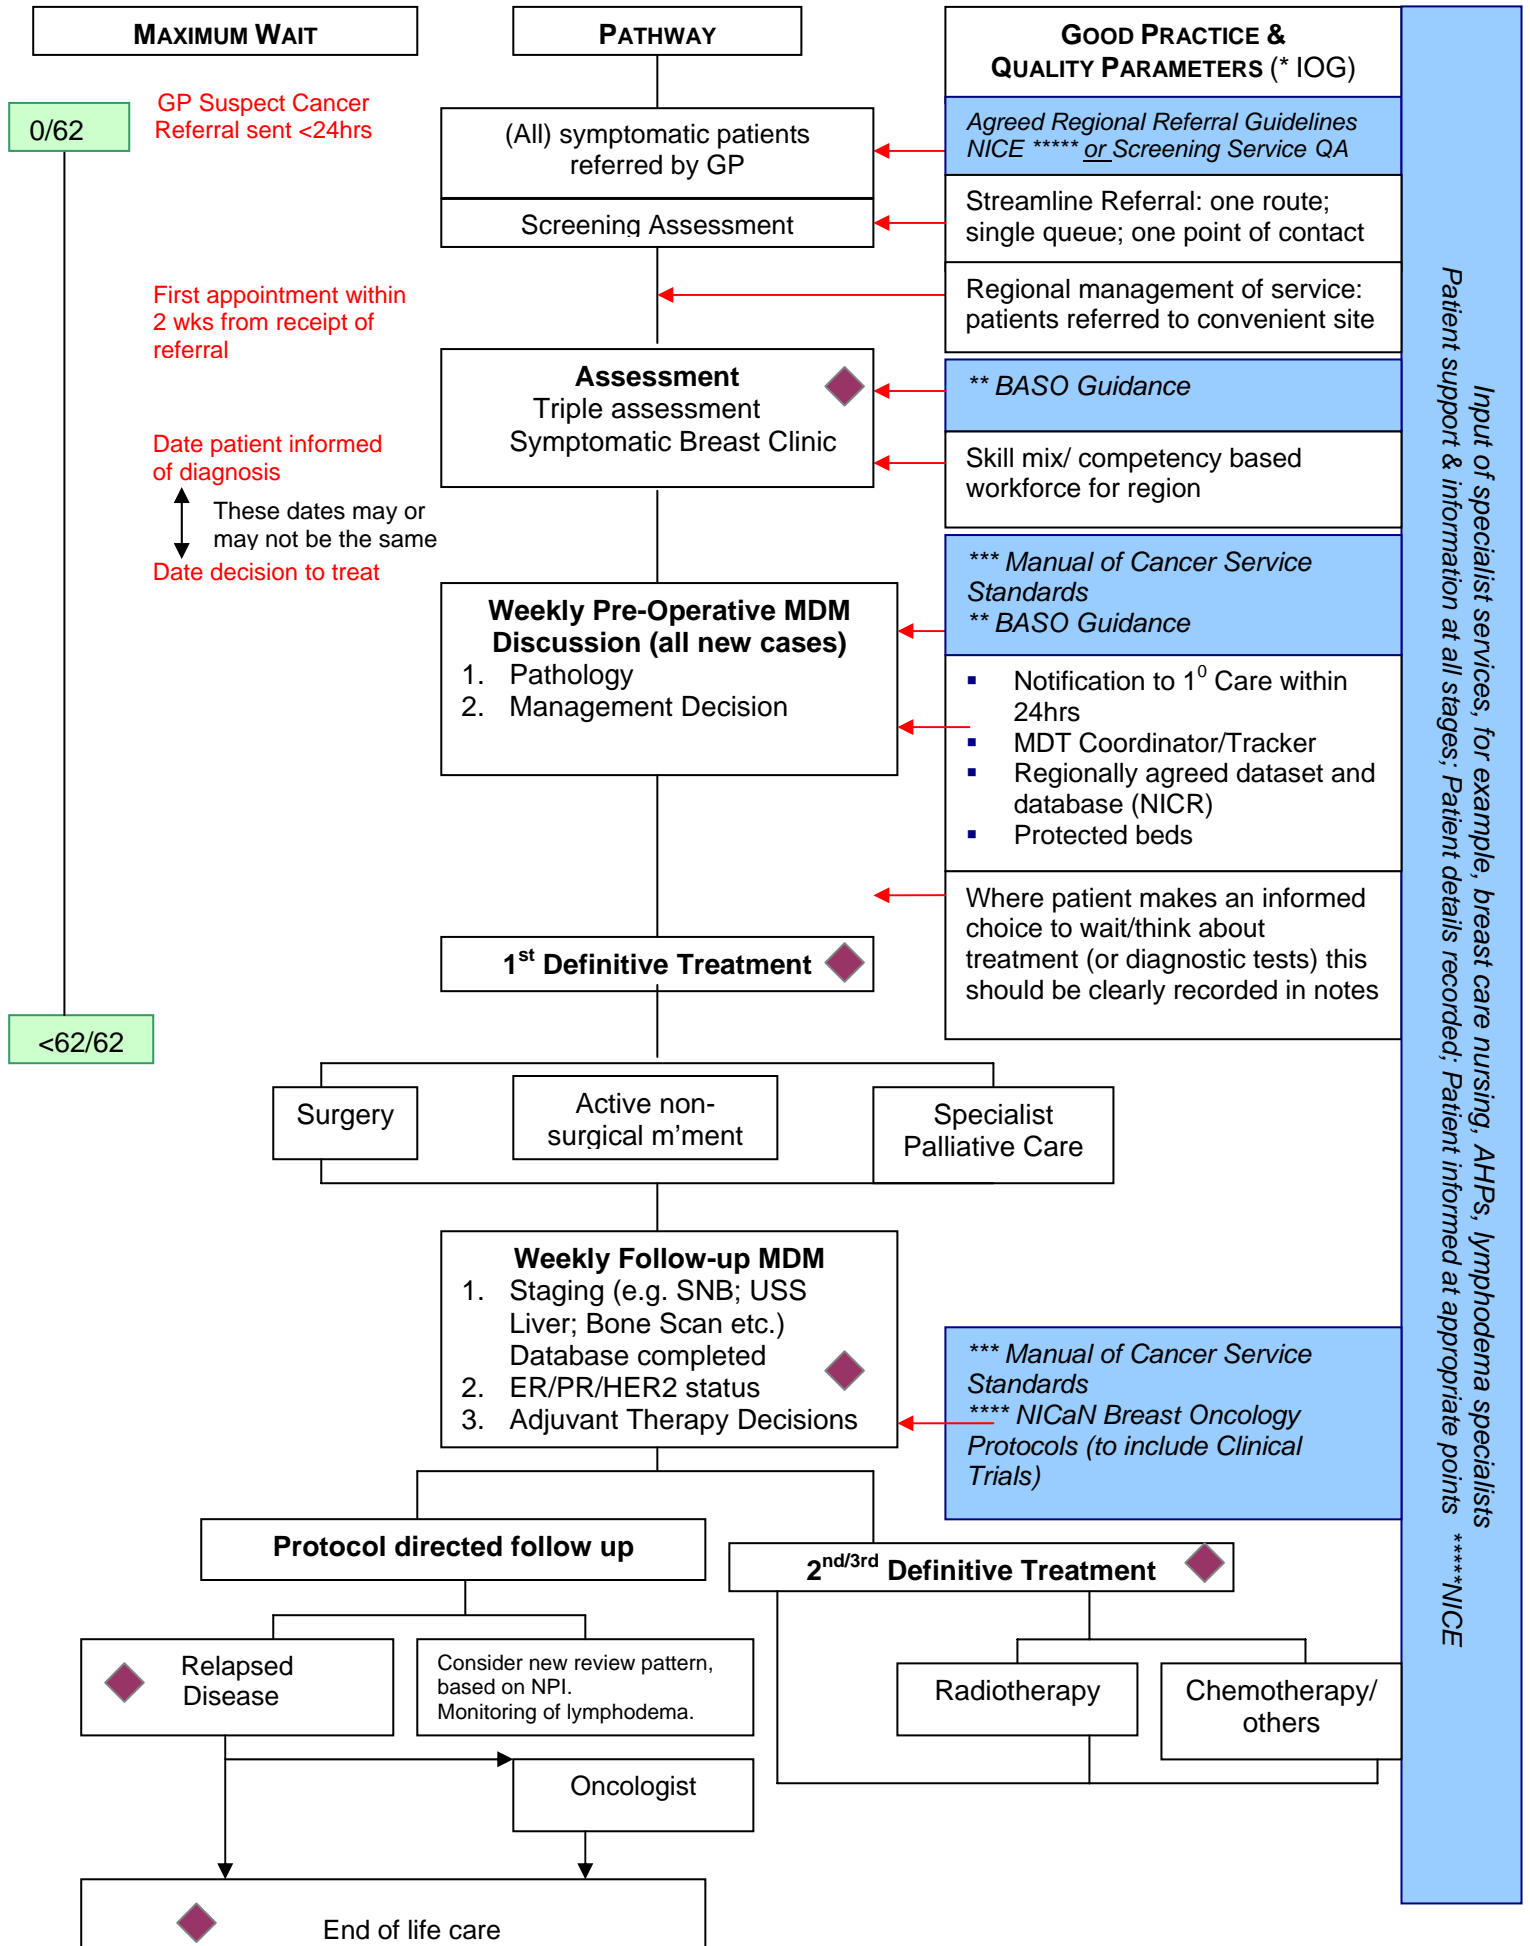 MAXIMUM WAIT
PATHWAY
GOOD PRACTICE &
QUALITY PARAMETERS (* IOG)
0/62
GP Suspect Cancer
Referral sent <24hrs
(All) symptomatic patients
referred by GP
Agreed Regional Referral Guidelines
NICE ***** or Screening Service QA
Screening Assessment
Streamline Referral: one route;
single queue; one point of contact
First appointment within
2 wks from receipt of
referral
Regional management of service:
patients referred to convenient site
Assessment
Triple assessment
Symptomatic Breast Clinic
** BASO Guidance
Skill mix/ competency based
workforce for region
Date patient informed
of diagnosis
These dates may or
may not be the same
Date decision to treat
Weekly Pre-Operative MDM
Discussion (all new cases)
1. Pathology
2. Management Decision
*** Manual of Cancer Service
Standards
** BASO Guidance
▪ Notification to 1⁰ Care within
24hrs
▪ MDT Coordinator/Tracker
▪ Regionally agreed dataset and
database (NICR)
▪ Protected beds
Where patient makes an informed
choice to wait/think about
treatment (or diagnostic tests) this
should be clearly recorded in notes
1st Definitive Treatment
<62/62
Surgery
Active non-
surgical m’ment
Specialist
Palliative Care
Weekly Follow-up MDM
1. Staging (e.g. SNB; USS
Liver; Bone Scan etc.)
Database completed
2. ER/PR/HER2 status
3. Adjuvant Therapy Decisions
*** Manual of Cancer Service
Standards
**** NICaN Breast Oncology
Protocols (to include Clinical
Trials)
Protocol directed follow up
2nd/3rd Definitive Treatment
Relapsed
Disease
Consider new review pattern,
based on NPI.
Monitoring of lymphodema.
Radiotherapy
Chemotherapy/
others
Oncologist
End of life care
Input of specialist services, for example, breast care nursing, AHPs, lymphodema specialists
Patient support & information at all stages; Patient details recorded; Patient informed at appropriate points *****NICE